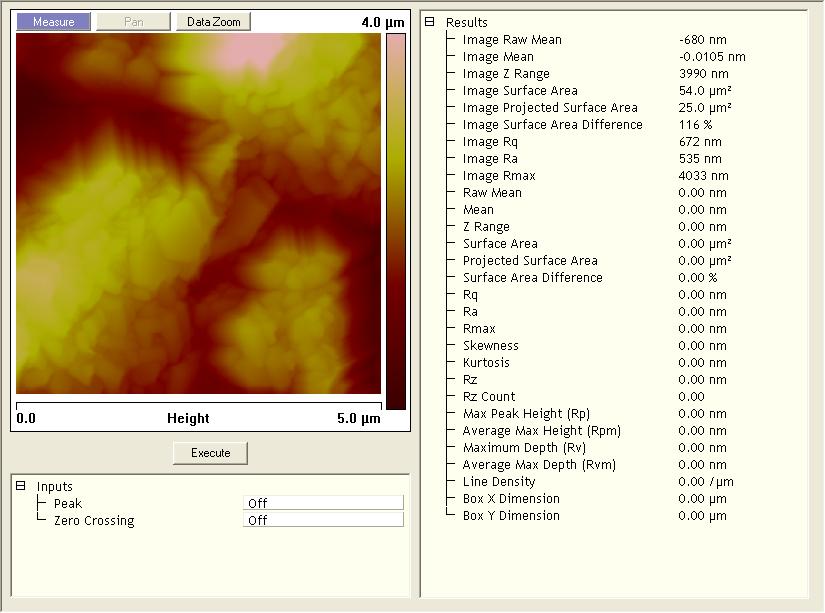 Measure Pan Data Zoom 4.0 µm
0.0 Height 5.0 µm
Execute
Inputs
Peak Off
Zero Crossing Off
Results
Image Raw Mean -680 nm
Image Mean -0.0105 nm
Image Z Range 3990 nm
Image Surface Area 54.0 µm²
Image Projected Surface Area 25.0 µm²
Image Surface Area Difference 116 %
Image Rq 672 nm
Image Ra 535 nm
Image Rmax 4033 nm
Raw Mean 0.00 nm
Mean 0.00 nm
Z Range 0.00 nm
Surface Area 0.00 µm²
Projected Surface Area 0.00 µm²
Surface Area Difference 0.00 %
Rq 0.00 nm
Ra 0.00 nm
Rmax 0.00 nm
Skewness 0.00 nm
Kurtosis 0.00 nm
Rz 0.00 nm
Rz Count 0.00
Max Peak Height (Rp) 0.00 nm
Average Max Height (Rpm) 0.00 nm
Maximum Depth (Rv) 0.00 nm
Average Max Depth (Rvm) 0.00 nm
Line Density 0.00 /µm
Box X Dimension 0.00 µm
Box Y Dimension 0.00 µm